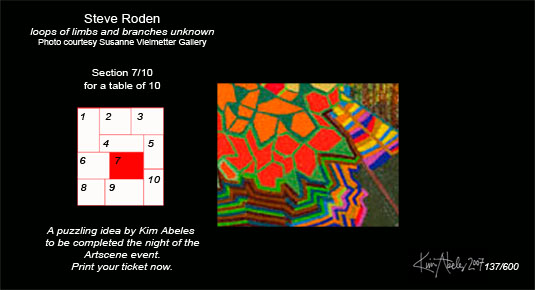 Steve Roden
loops of limbs and branches unknown
Photo courtesy Susanne Vielmetter Gallery
Section 7/10
for a table of 10
1 2 3
4 5
6 7
8 9 10
A puzzling idea by Kim Abeles
to be completed the night of the
Artscene event.
Print your ticket now.
Kim Abeles 2007 137/600